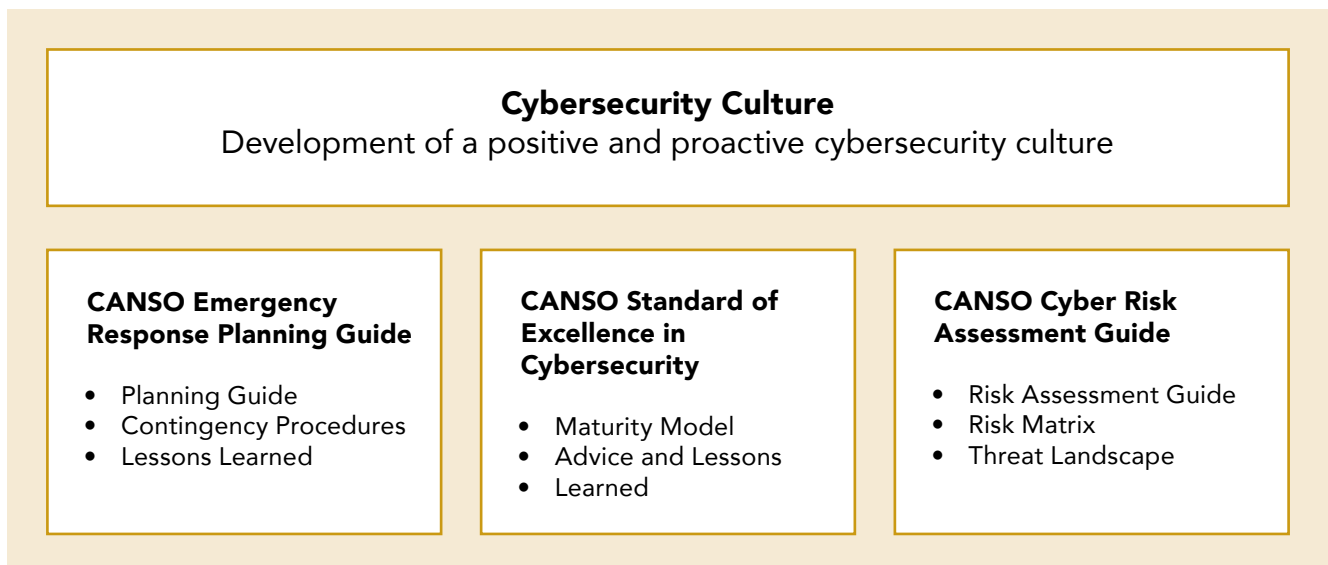 Cybersecurity Culture
Development of a positive and proactive cybersecurity culture
CANSO Emergency
Response Planning Guide
• Planning Guide
• Contingency Procedures
• Lessons Learned
CANSO Standard of
Excellence in
Cybersecurity
• Maturity Model
• Advice and Lessons
• Learned
CANSO Cyber Risk
Assessment Guide
• Risk Assessment Guide
• Risk Matrix
• Threat Landscape